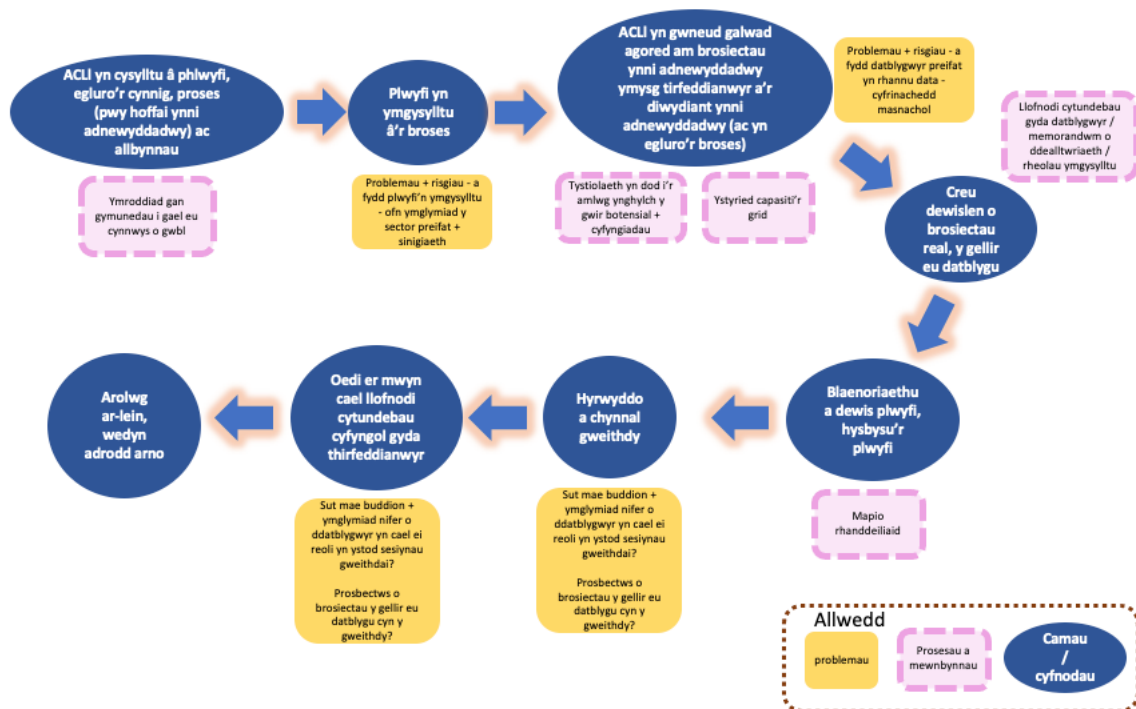 ACLl yn cysylltu â phlwyfi,
egluro'r cynnig, proses
(pwy hoffai ynni
adnewyddadwy) ac
allbynnau
Ymroddiad gan
gymunedau i gael eu
cynnwys o gwbl
Plwyfi yn
ymgysylltu
â'r broses
Problemau + risgiau - a
fydd plwyfi'n ymgysylltu
- ofn ymglymiad y
sector preifat +
sinigiaeth
ACLl yn gwneud galwad
agored am brosiectau
ynni adnewyddadwy
ymysg tirfeddianwyr a'r
diwydiant ynni
adnewyddadwy (ac yn
egluro'r broses)
Tystiolaeth yn dod i'r
amlwg ynghylch y
gwir botensial +
cyfyngiadau
Ystyried capasiti'r
grid
Problemau + risgiau - a
fydd datblygwyr preifat
yn rhannu data -
cyfrinachedd
masnachol
Llofnodi cytundebau
gyda datblygwyr /
memorandwm o
ddealltwriaeth /
rheolau ymgysylltu
Creu
dewislen o
brosiectau
real, y gellir
eu datblygu
Blaenoriaethu
a dewis plwyfi,
hysbysu'r
plwyfi
Mapio
rhanddeiliaid
Hyrwyddo
a chynnal
gweithdy
Sut mae buddion +
ymglymiad nifer o
ddatblygwyr yn cael ei
reoli yn ystod sesiynau
gweithdai?
Prosbectws o
brosiectau y gellir eu
datblygu cyn y
gweithdy?
Oedi er mwyn
cael llofnodi
cytundebau
cyfyngol gyda
thirfeddianwyr
Sut mae buddion +
ymglymiad nifer o
ddatblygwyr yn cael ei
reoli yn ystod sesiynau
gweithdai?
Prosbectws o
brosiectau y gellir eu
datblygu cyn y
gweithdy?
Arolwg
ar-lein,
wedyn
adrodd arno
Allwedd
problemau
Prosesau a
mewnbynnau
Camau
/
cyfnodau